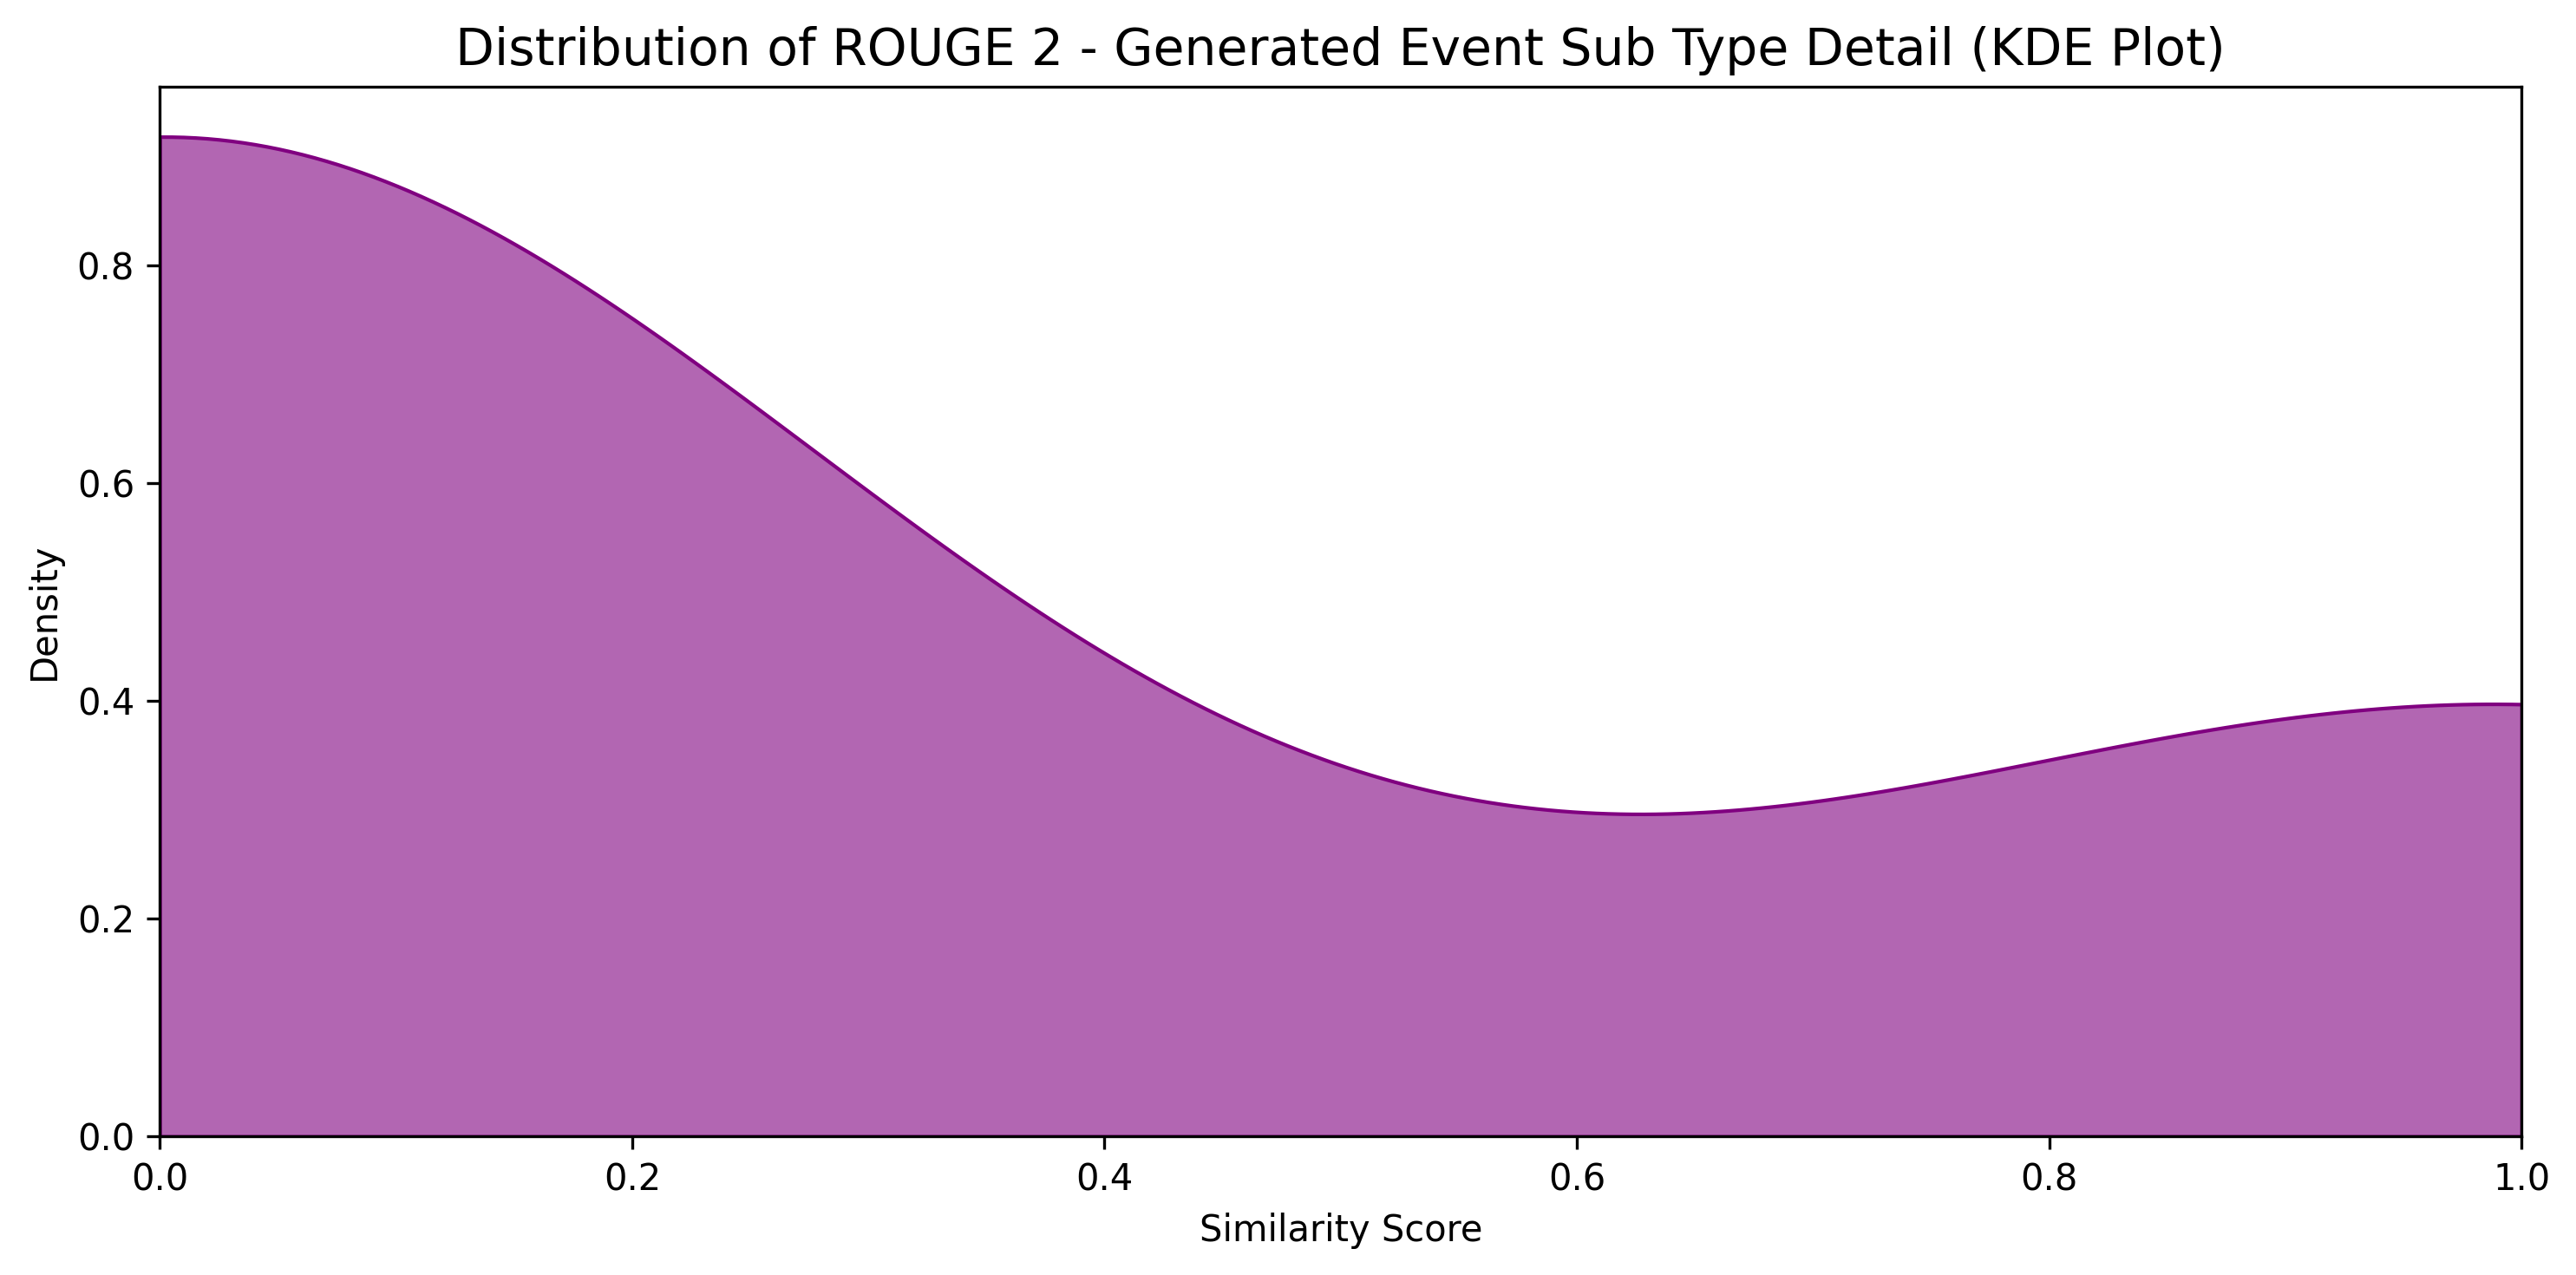 Distribution of ROUGE 2 - Generated Event Sub Type Detail (KDE Plot)
Density
0.8
0.6
0.4
0.2
0.0
0.0 0.2 0.4 0.6 0.8 1.0
Similarity Score